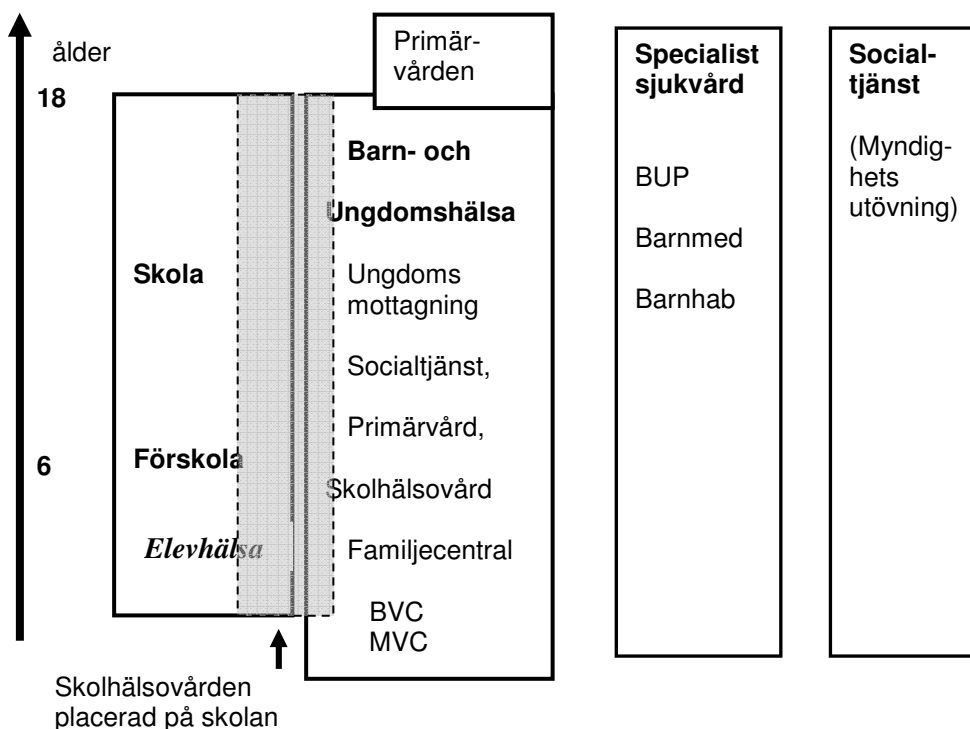 ålder
18
6
Skola
Förskola
Elevhälsa
Skolhälsovården
placerad på skolan
Primär-
vården
Barn- och
Ungdomshälsa
Ungdoms
mottagning
Socialtjänst,
Primärvård,
Skolhälsovård
Familjecentral
BVC
MVC
Specialist
sjukvård
BUP
Barnmed
Barnhab
Social-
tjänst
(Myndig-
hets
utövning)